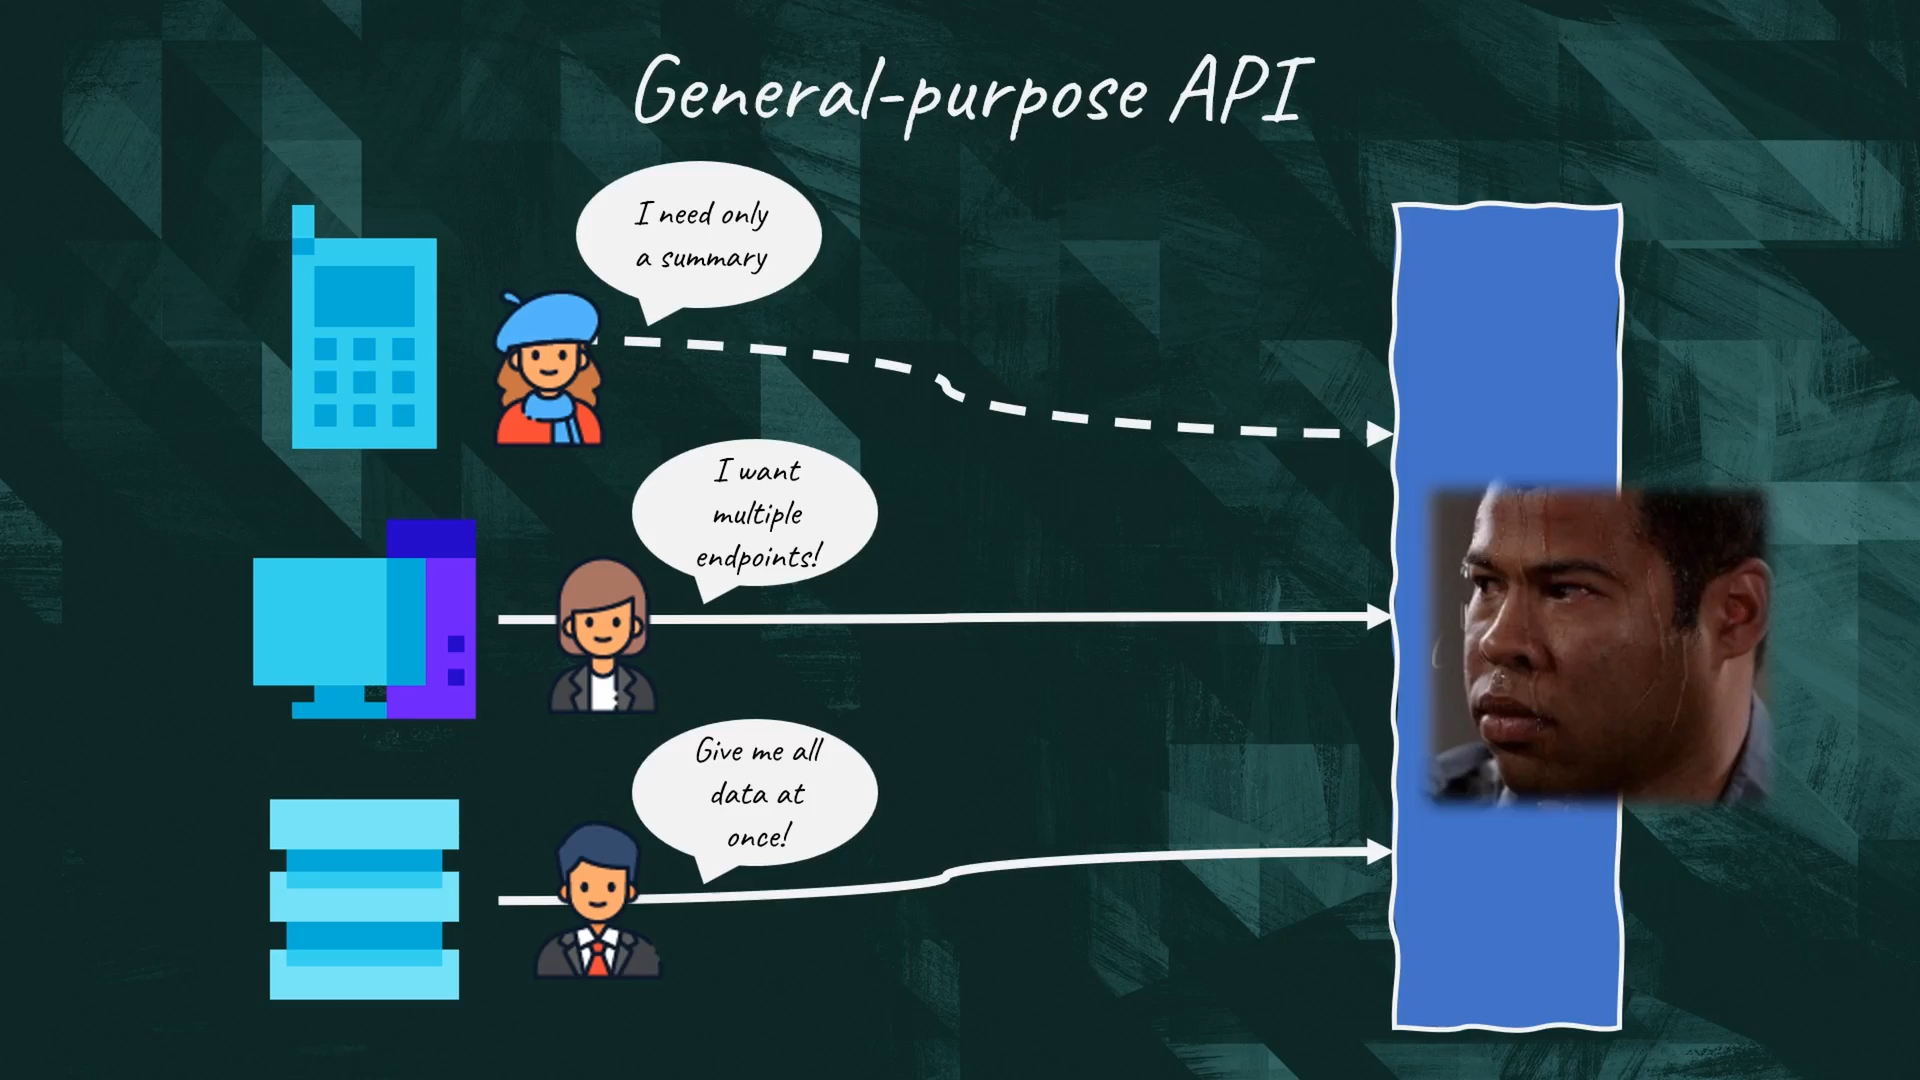 General-purpose API
I need only
a summary
I want
multiple
endpoints!
Give me all
data at
once!